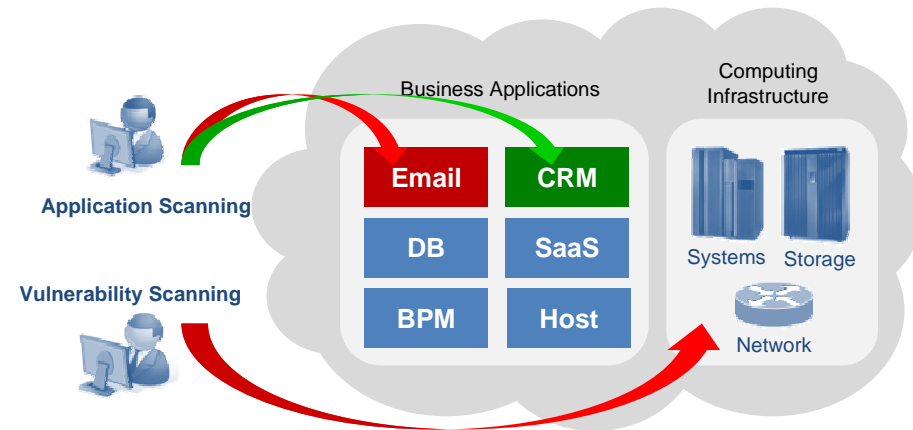 Business Applications
Computing
Infrastructure
Email
CRM
Application Scanning
DB
SaaS
Systems
Storage
Vulnerability Scanning
BPM
Host
Network